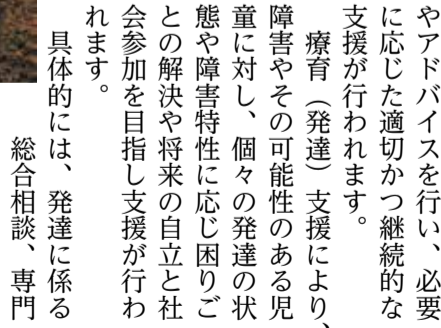 やアドバイスを行い、必要
に応じた適切かつ継続的な
支援が行われます。
療育（発達）支援により、
障害やその可能性のある児
童に対し、個々の発達の状
態や障害特性に応じ困りご
との解決や将来の自立と社
会参加を目指し支援が行わ
れます。
具体的には、発達に係る
総合相談、専門